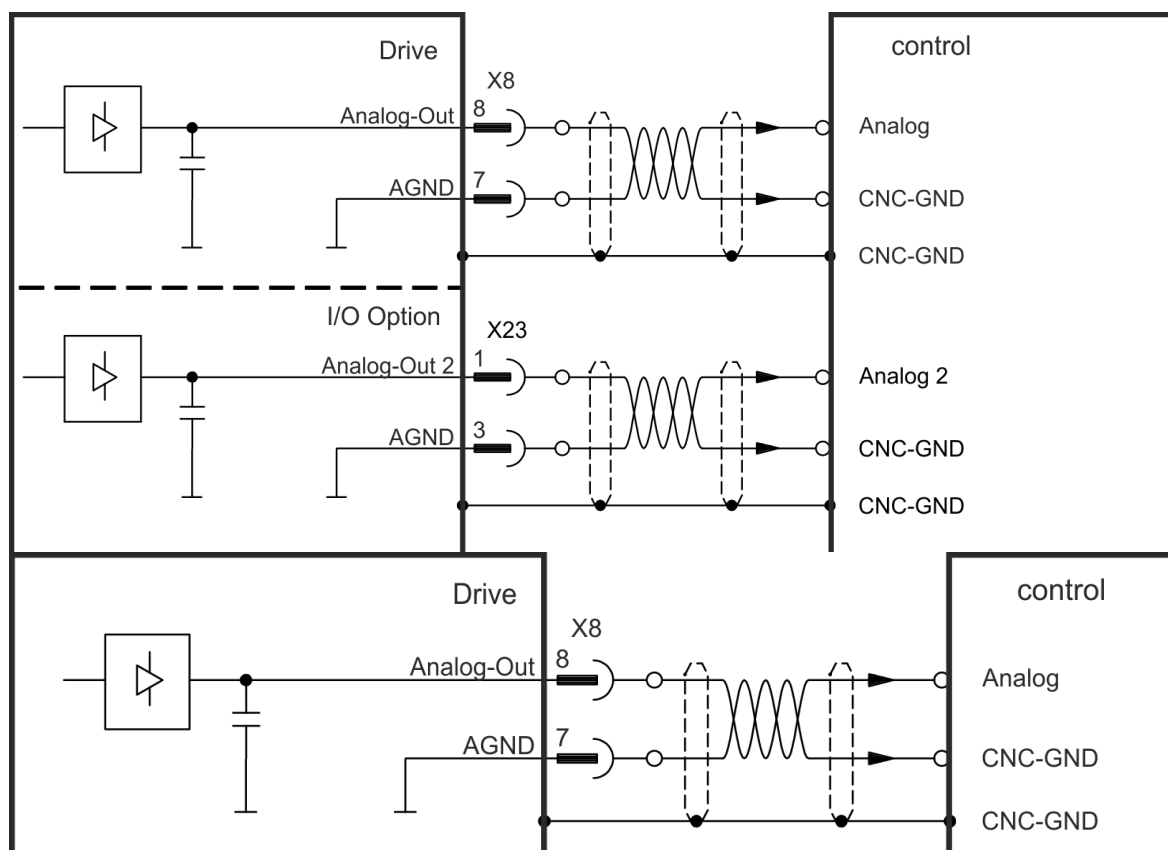 Drive
control
X8
Analog-Out
8
Analog
AGND
7
CNC-GND
CNC-GND
I/O Option
X23
Analog-Out 2
1
Analog 2
AGND
3
CNC-GND
CNC-GND
Drive
control
X8
Analog-Out
8
Analog
AGND
7
CNC-GND
CNC-GND